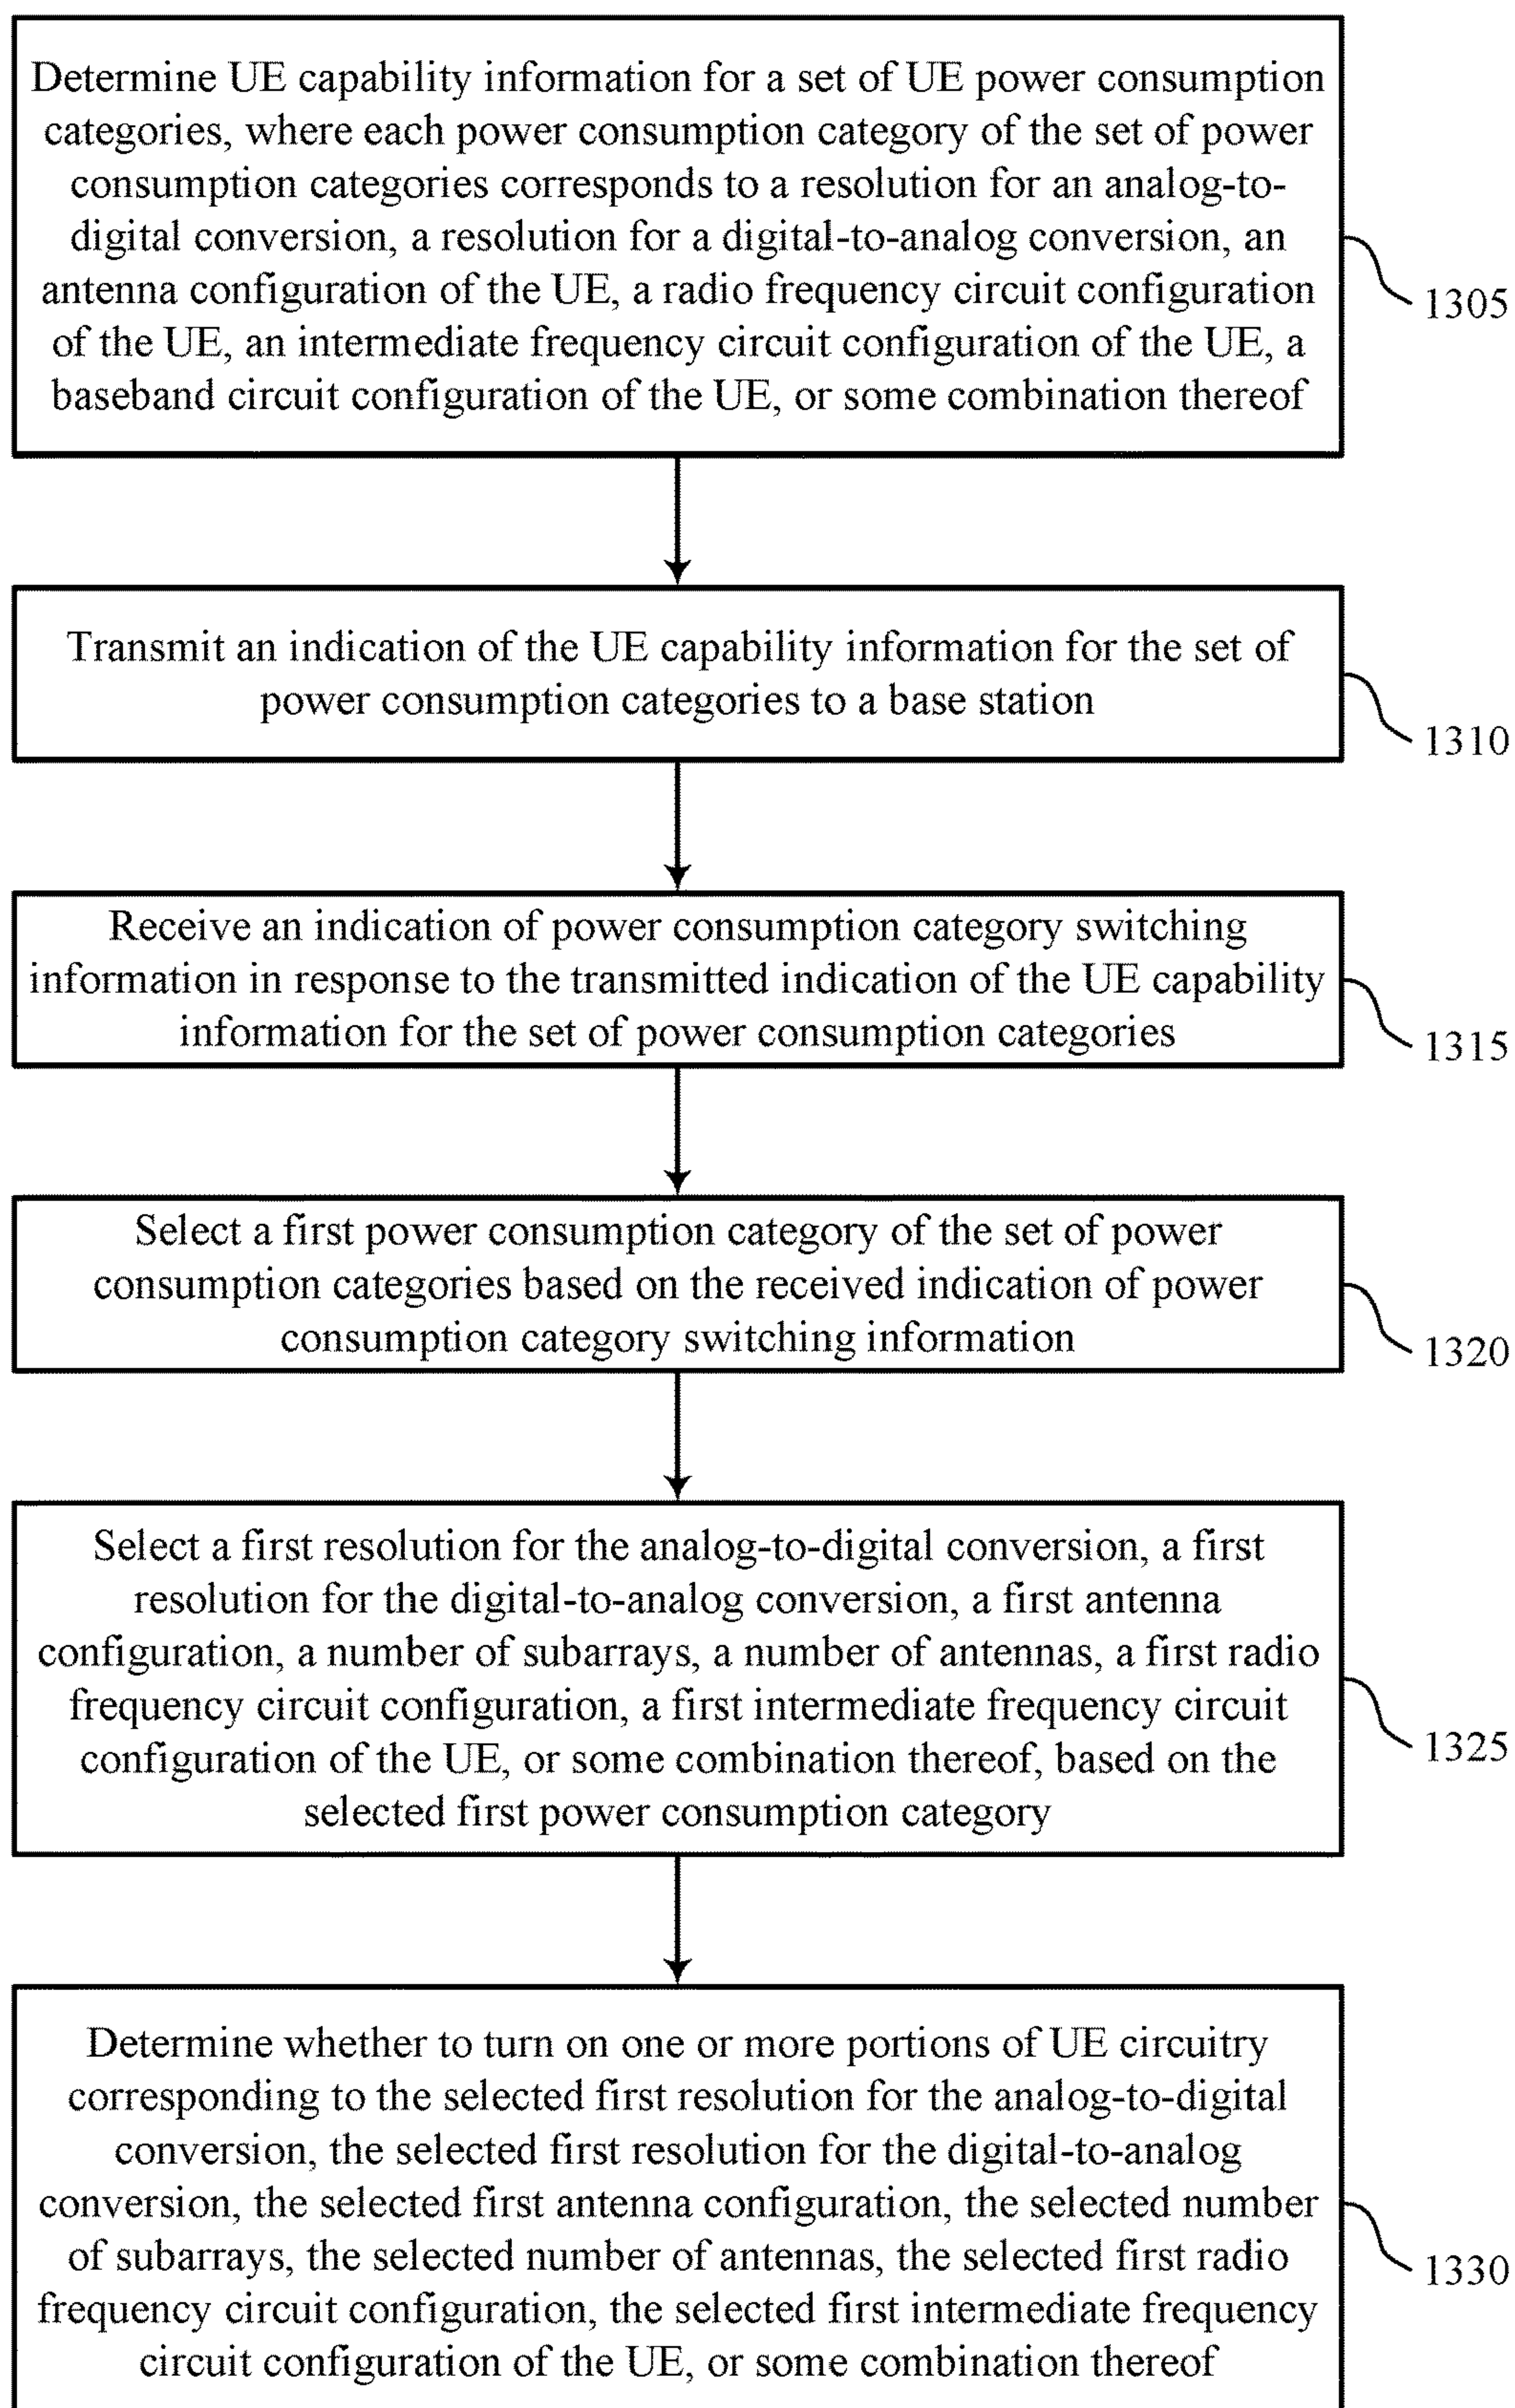 Determine UE capability information for a set of UE power consumption
categories, where each power consumption category of the set of power
consumption categories corresponds to a resolution for an analog-to-
digital conversion, a resolution for a digital-to-analog conversion, an
antenna configuration of the UE, a radio frequency circuit configuration
of the UE, an intermediate frequency circuit configuration of the UE, a
baseband circuit configuration of the UE, or some combination thereof
1305
Transmit an indication of the UE capability information for the set of
power consumption categories to a base station
1310
Receive an indication of power consumption category switching
information in response to the transmitted indication of the UE capability
information for the set of power consumption categories
1315
Select a first power consumption category of the set of power
consumption categories based on the received indication of power
consumption category switching information
1320
Select a first resolution for the analog-to-digital conversion, a first
resolution for the digital-to-analog conversion, a first antenna
configuration, a number of subarrays, a number of antennas, a first radio
frequency circuit configuration, a first intermediate frequency circuit
configuration of the UE, or some combination thereof, based on the
selected first power consumption category
1325
Determine whether to turn on one or more portions of UE circuitry
corresponding to the selected first resolution for the analog-to-digital
conversion, the selected first resolution for the digital-to-analog
conversion, the selected first antenna configuration, the selected number
of subarrays, the selected number of antennas, the selected first radio
frequency circuit configuration, the selected first intermediate frequency
circuit configuration of the UE, or some combination thereof
1330